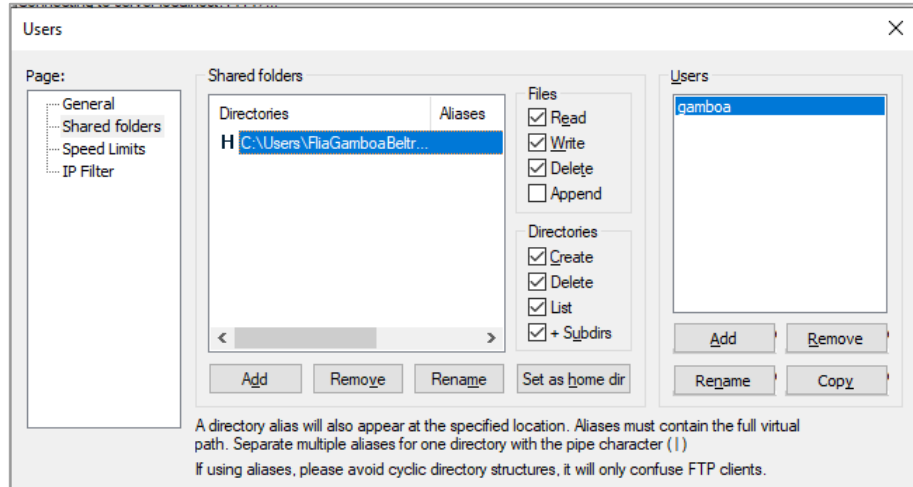 Users
Page:
General
Shared folders
Speed Limits
IP Filter
Shared folders
Directories Aliases
H C:\Users\FliaGamboaBeltr...
Files
Read
Write
Delete
Append
Directories
Create
Delete
List
+ Subdirs
Add Remove Rename Set as home dir
Users
gamboa
Add Remove
Rename Copy
A directory alias will also appear at the specified location. Aliases must contain the full virtual
path. Separate multiple aliases for one directory with the pipe character (|)
If using aliases, please avoid cyclic directory structures, it will only confuse FTP clients.